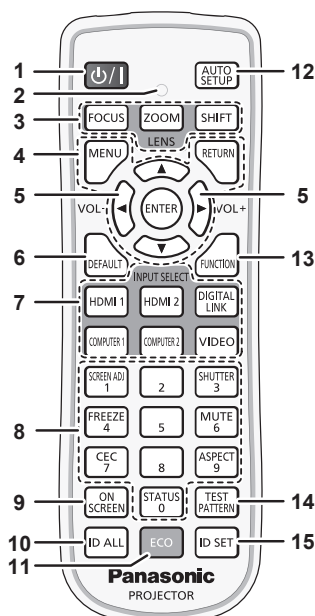 1 ⏻/I AUTO SETUP 12
2
3 FOCUS ZOOM SHIFT
LENS
4 MENU RETURN
5 ▲ 5
VOL- ◀ ENTER ▶ VOL+
▼
6 DEFAULT FUNCTION 13
INPUT SELECT
7 HDMI 1 HDMI 2 DIGITAL LINK
COMPUTER 1 COMPUTER 2 VIDEO
SCREEN ADJ 1 2 SHUTTER 3
8 FREEZE 4 5 MUTE 6
CEC 7 8 ASPECT 9
9 ON SCREEN STATUS 0 TEST PATTERN 14
10 ID ALL ECO ID SET 15
11
Panasonic
PROJECTOR